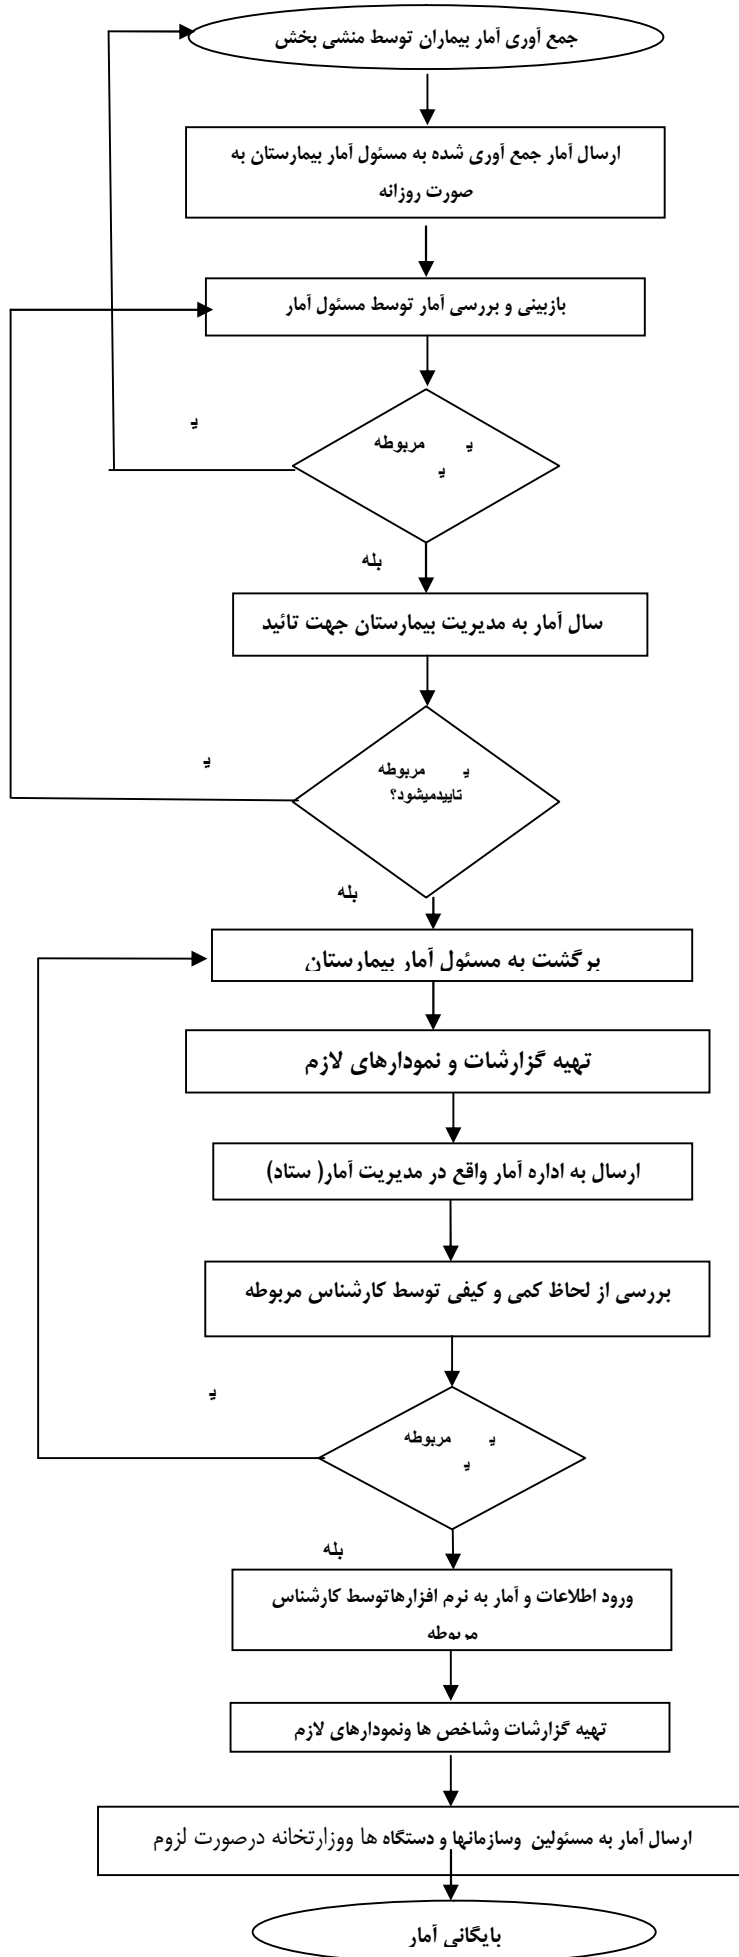 جمع آوری آمار بیماران توسط منشی بخش
ارسال آمار جمع آوری شده به مسئول آمار بیمارستان به
صورت روزانه
بازبینی و بررسی آمار توسط مسئول آمار
ی
ی مربوطه
ی
بله
سال آمار به مدیریت بیمارستان جهت تائید
ی
ی مربوطه
تاییدمیشود؟
بله
برگشت به مسئول آمار بیمارستان
تهیه گزارشات و نمودارهای لازم
ارسال به اداره آمار واقع در مدیریت آمار( ستاد)
بررسی از لحاظ کمی و کیفی توسط کارشناس مربوطه
ی
ی مربوطه
ی
بله
ورود اطلاعات و آمار به نرم افزارهاتوسط کارشناس
مربوطه
تهیه گزارشات وشاخص ها ونمودارهای لازم
ارسال آمار به مسئولین وسازمانها و دستگاه ها ووزارتخانه درصورت لزوم
بایگانی آمار